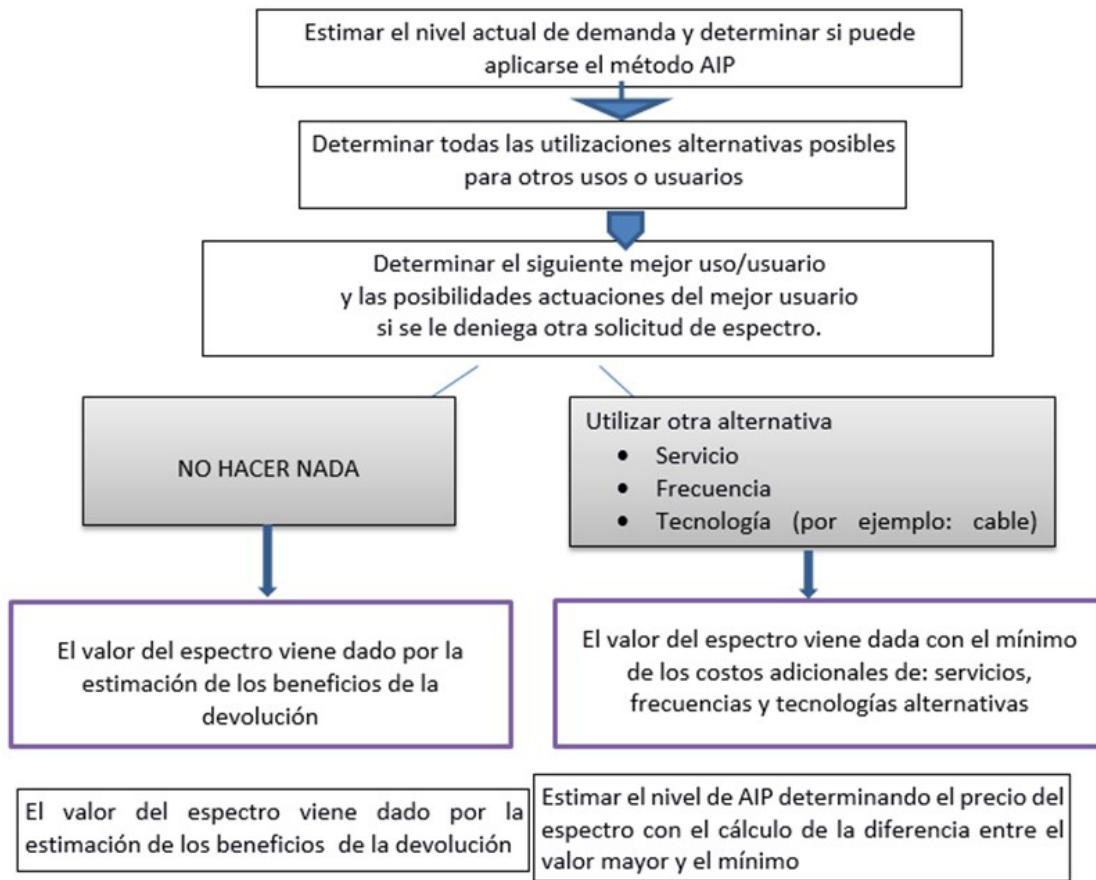 Estimar el nivel actual de demanda y determinar si puede
aplicarse el método AIP
Determinar todas las utilizaciones alternativas posibles
para otros usos o usuarios
Determinar el siguiente mejor uso/usuario
y las posibilidades actuaciones del mejor usuario
si se le deniega otra solicitud de espectro.
NO HACER NADA
Utilizar otra alternativa
• Servicio
• Frecuencia
• Tecnología (por ejemplo: cable)
El valor del espectro viene dado por la
estimación de los beneficios de la
devolución
El valor del espectro viene dada con el mínimo
de los costos adicionales de: servicios,
frecuencias y tecnologías alternativas
El valor del espectro viene dado por la
estimación de los beneficios de la devolución
Estimar el nivel de AIP determinando el precio del
espectro con el cálculo de la diferencia entre el
valor mayor y el mínimo